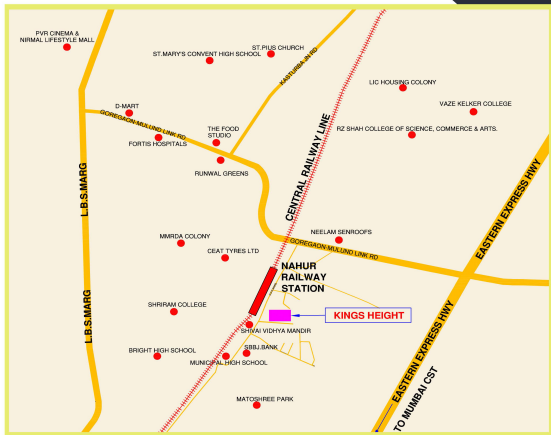 PVR CINEMA &
NIRMAL LIFESTYLE MALL
ST.MARY'S CONVENT HIGH SCHOOL
ST.PIUS CHURCH
KASTURBA JN RD
LIC HOUSING COLONY
VAZE KELKER COLLEGE
D-MART
GOREGAON-MULUND LINK RD
FORTIS HOSPITALS
THE FOOD
STUDIO
RZ SHAH COLLEGE OF SCIENCE, COMMERCE & ARTS.
RUNWAL GREENS
CENTRAL RAILWAY LINE
L.B.S.MARG
EASTERN EXPRESS HWY
NEELAM SENROOFS
MMRDA COLONY
CEAT TYRES LTD
GOREGAON-MULUND LINK RD
NAHUR
RAILWAY
STATION
SHRIRAM COLLEGE
KINGS HEIGHT
L.B.S.MARG
SHIVAI VIDHYA MANDIR
EASTERN EXPRESS HWY
BRIGHT HIGH SCHOOL
SBBJ.BANK
MUNICIPAL HIGH SCHOOL
TO MUMBAI CST
MATOSHREE PARK